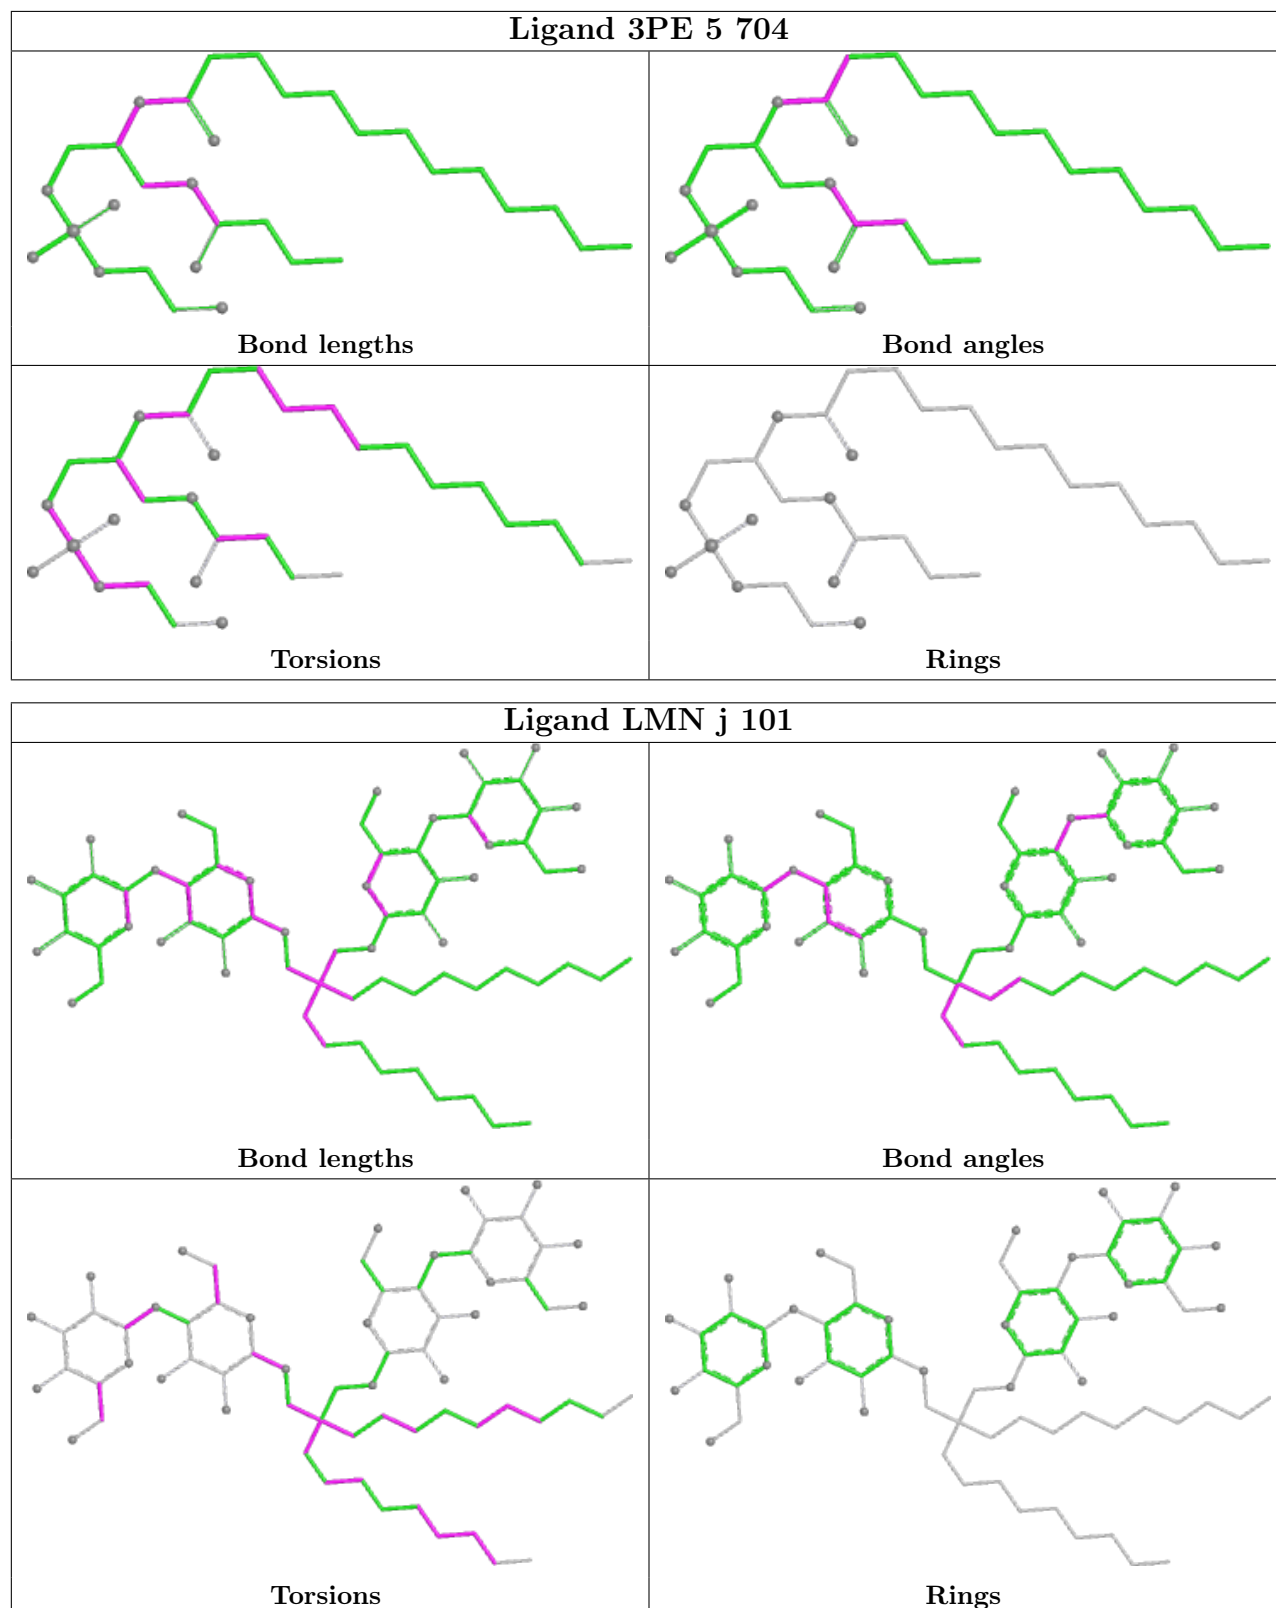 Ligand 3PE 5 704
Bond lengths
Bond angles
Torsions
Rings
Ligand LMN j 101
Bond lengths
Bond angles
Torsions
Rings